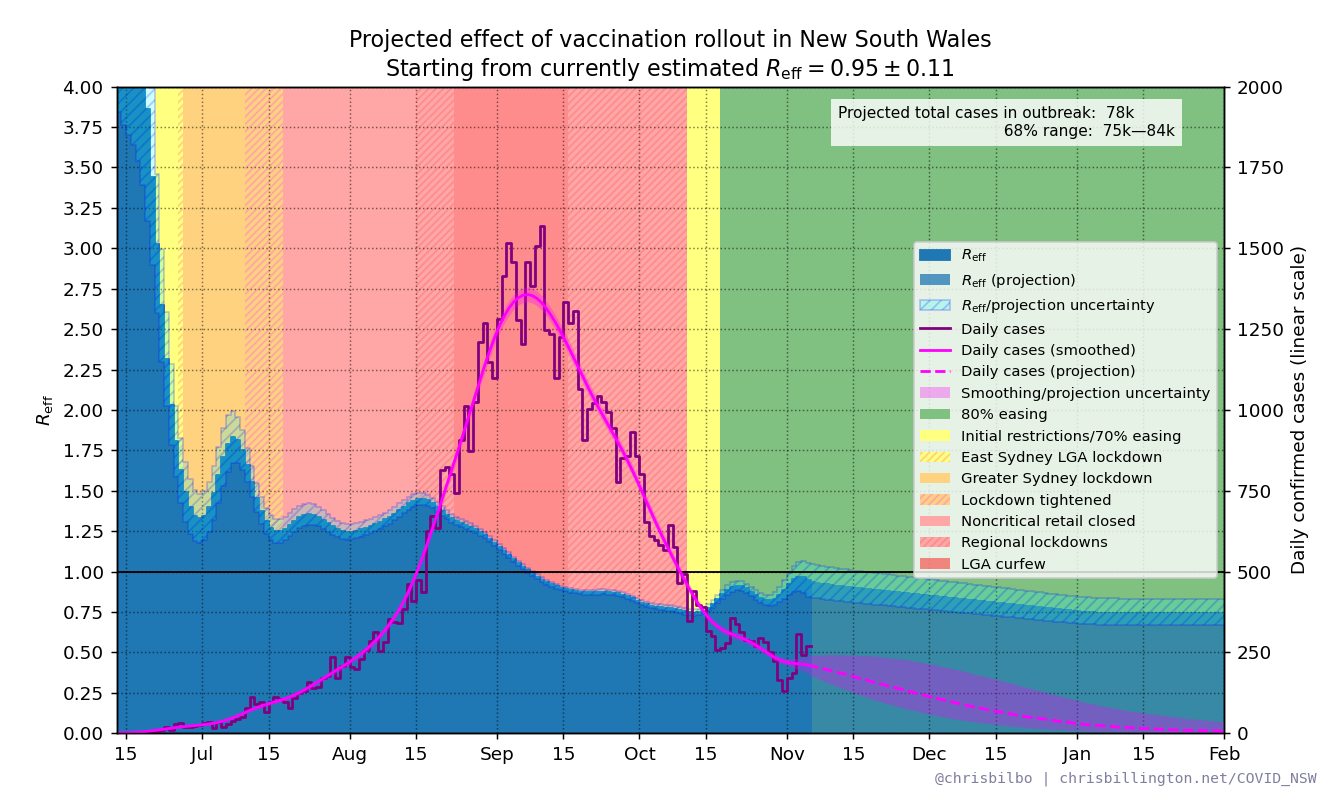 Projected effect of vaccination rollout in New South Wales
Starting from currently estimated Reff = 0.95 ± 0.11
Projected total cases in outbreak: 78k
68% range: 75k—84k
4.00
3.75
3.50
3.25
3.00
2.75
2.50
2.25
2.00
1.75
1.50
1.25
1.00
0.75
0.50
0.25
0.00
Reff
2000
1750
1500
1250
1000
750
500
250
0
Daily confirmed cases (linear scale)
Reff
Reff (projection)
Reff/projection uncertainty
Daily cases
Daily cases (smoothed)
Daily cases (projection)
Smoothing/projection uncertainty
80% easing
Initial restrictions/70% easing
East Sydney LGA lockdown
Greater Sydney lockdown
Lockdown tightened
Noncritical retail closed
Regional lockdowns
LGA curfew
15 Jul 15 Aug 15 Sep 15 Oct 15 Nov 15 Dec 15 Jan 15 Feb
@chrisbilbo | chrisbillington.net/COVID_NSW